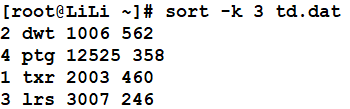 [root@LiLi ~]# sort -k 3 td.dat
2 dwt 1006 562
4 ptg 12525 358
1 txr 2003 460
3 lrs 3007 246